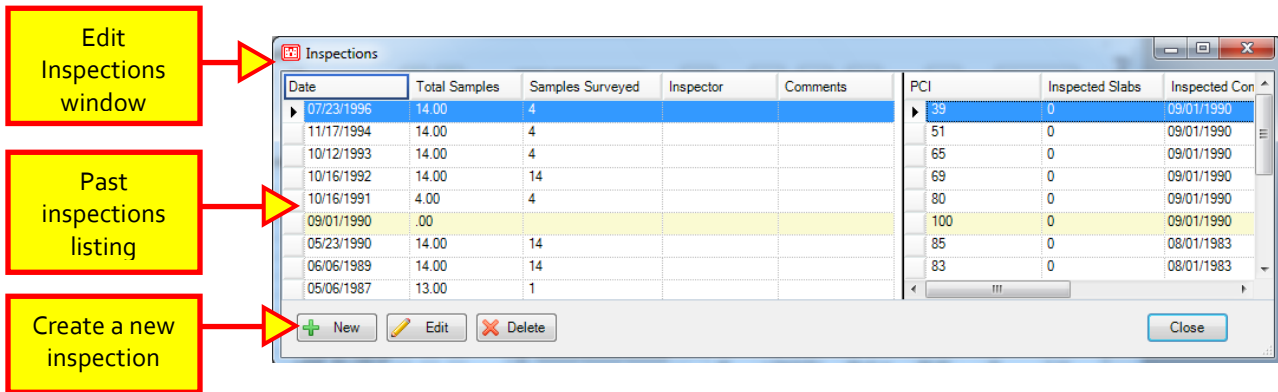 Edit
Inspections
window
Past
inspections
listing
Create a new
inspection
Inspections
Date Total Samples Samples Surveyed Inspector Comments PCI Inspected Slabs Inspected Con
07/23/1996 14.00 4 39 0 09/01/1990
11/17/1994 14.00 4 51 0 09/01/1990
10/12/1993 14.00 4 65 0 09/01/1990
10/16/1992 14.00 14 69 0 09/01/1990
10/16/1991 4.00 4 80 0 09/01/1990
09/01/1990 .00 100 0 09/01/1990
05/23/1990 14.00 14 85 0 08/01/1983
06/06/1989 14.00 14 83 0 08/01/1983
05/06/1987 13.00 1
New Edit Delete Close